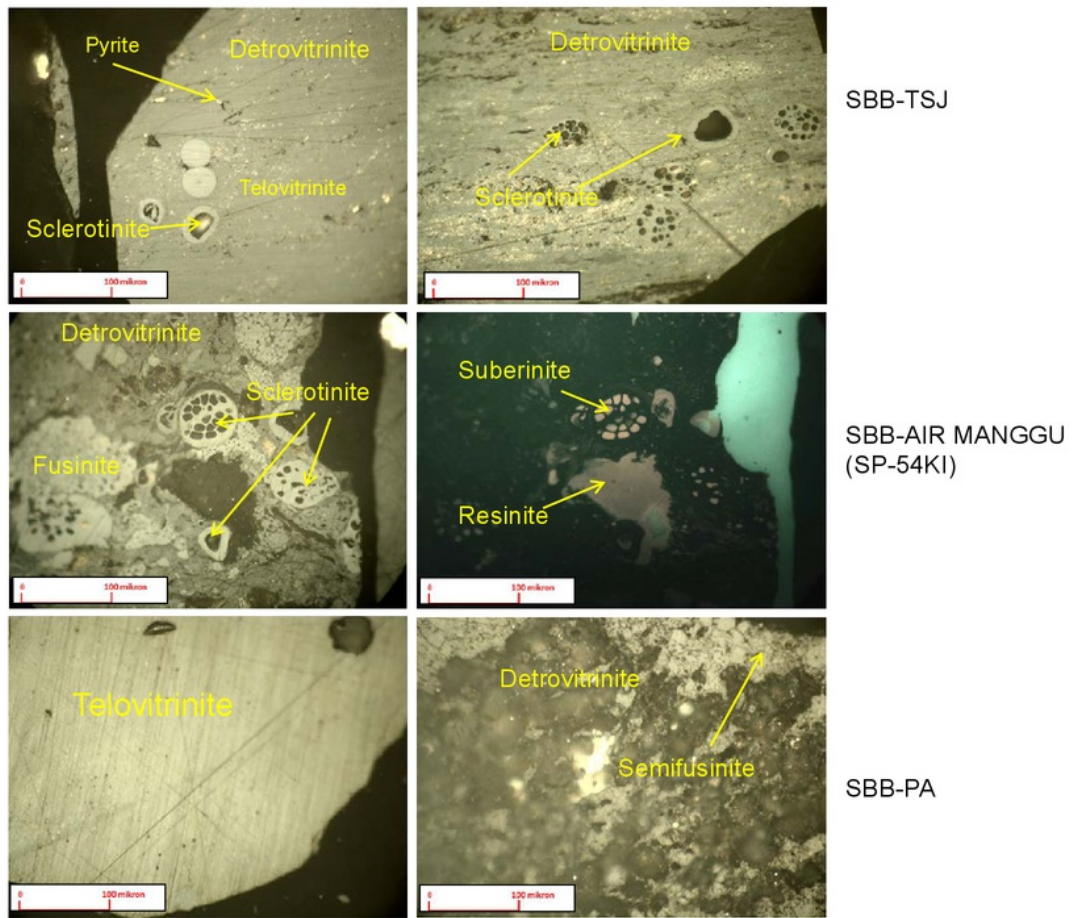 Pyrite
Detrovitrinite
Telovitrinite
Sclerotinite
0 100 mikron
Detrovitrinite
Sclerotinite
0 100 mikron
SBB-TSJ
Detrovitrinite
Sclerotinite
Fusinite
0 100 mikron
Suberinite
Resinite
0 100 mikron
SBB-AIR MANGGU
(SP-54KI)
Telovitrinite
0 100 mikron
Detrovitrinite
Semifusinite
0 100 mikron
SBB-PA